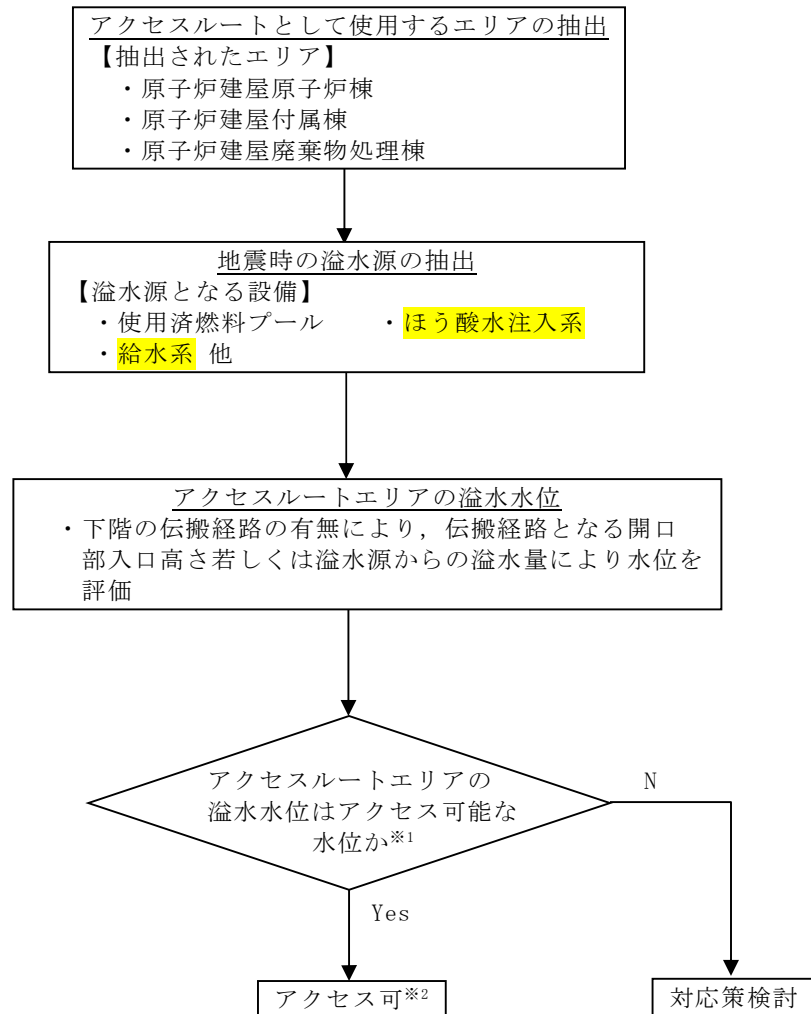 アクセスルートとして使用するエリアの抽出
【抽出されたエリア】
・原子炉建屋原子炉棟
・原子炉建屋付属棟
・原子炉建屋廃棄物処理棟
地震時の溢水源の抽出
【溢水源となる設備】
・使用済燃料プール ・ほう酸水注入系
・給水系 他
アクセスルートエリアの溢水水位
・下階の伝搬経路の有無により，伝搬経路となる開口
部入口高さ若しくは溢水源からの溢水量により水位を
評価
アクセスルートエリアの
溢水水位はアクセス可能な
水位か※1
N
Yes
アクセス可※2
対応策検討